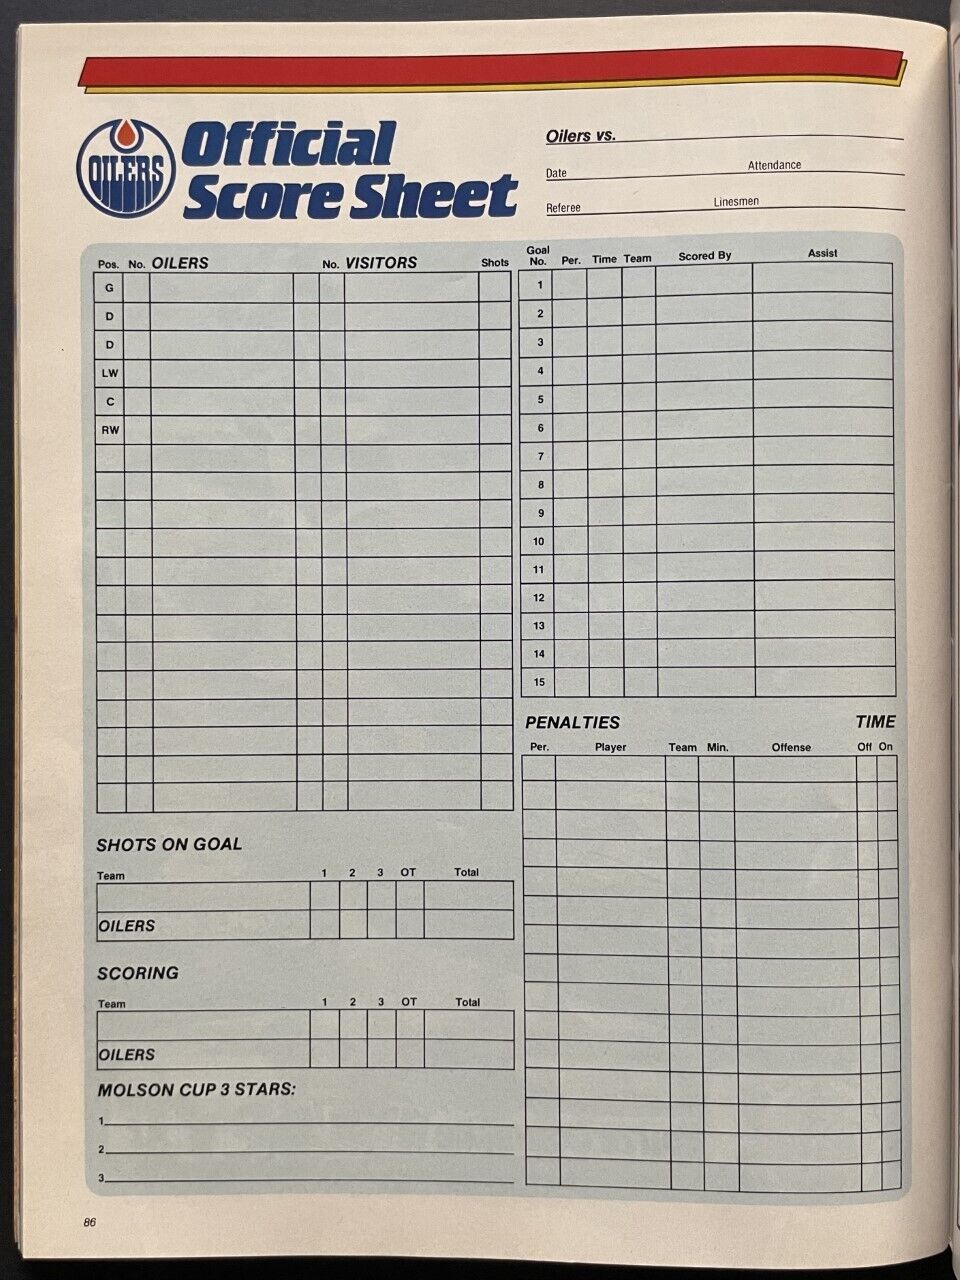 OILERS
Official
Score Sheet
Oilers vs.
Date Attendance
Referee Linesmen
Pos. No. OILERS No. VISITORS Shots
G
D
D
LW
C
RW
Goal No. Per. Time Team Scored By Assist
1
2
3
4
5
6
7
8
9
10
11
12
13
14
15
PENALTIES TIME
Per. Player Team Min. Offense Off On
SHOTS ON GOAL
Team 1 2 3 OT Total
OILERS
SCORING
Team 1 2 3 OT Total
OILERS
MOLSON CUP 3 STARS:
1
2
3
86